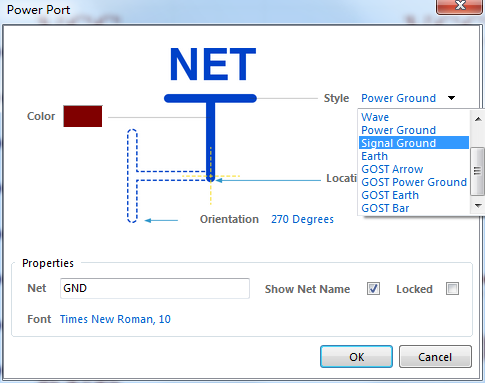 Power Port
NET
Style Power Ground
Color
Wave
Power Ground
Signal Ground
Earth
GOST Arrow
GOST Power Ground
GOST Earth
GOST Bar
Orientation 270 Degrees
Properties
Net GND Show Net Name Locked
Font Times New Roman, 10
OK Cancel